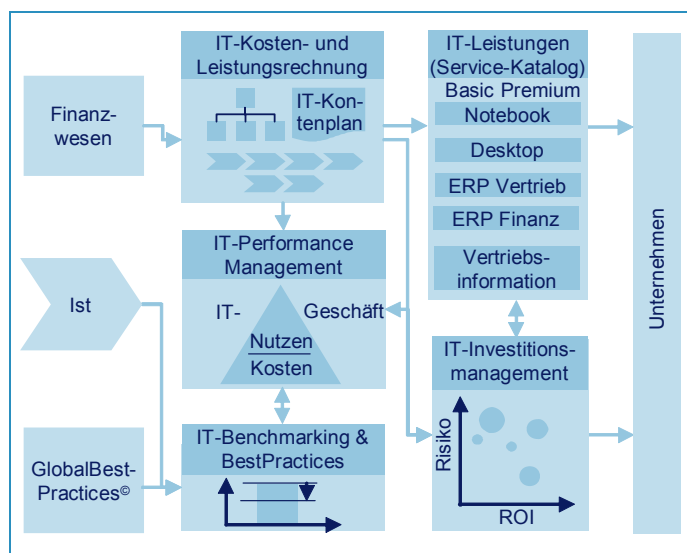 IT-Kosten- und
Leistungsrechnung
IT-Kon-
tenplan
Finanz-
wesen
IT-Leistungen
(Service-Katalog)
Basic Premium
Notebook
Desktop
ERP Vertrieb
ERP Finanz
Vertriebs-
information
Unternehmen
IT-Performance
Management
IT-
Geschäft
Nutzen
Kosten
Ist
IT-Investitions-
management
Risiko
ROI
IT-Benchmarking &
BestPractices
GlobalBest-
Practices©